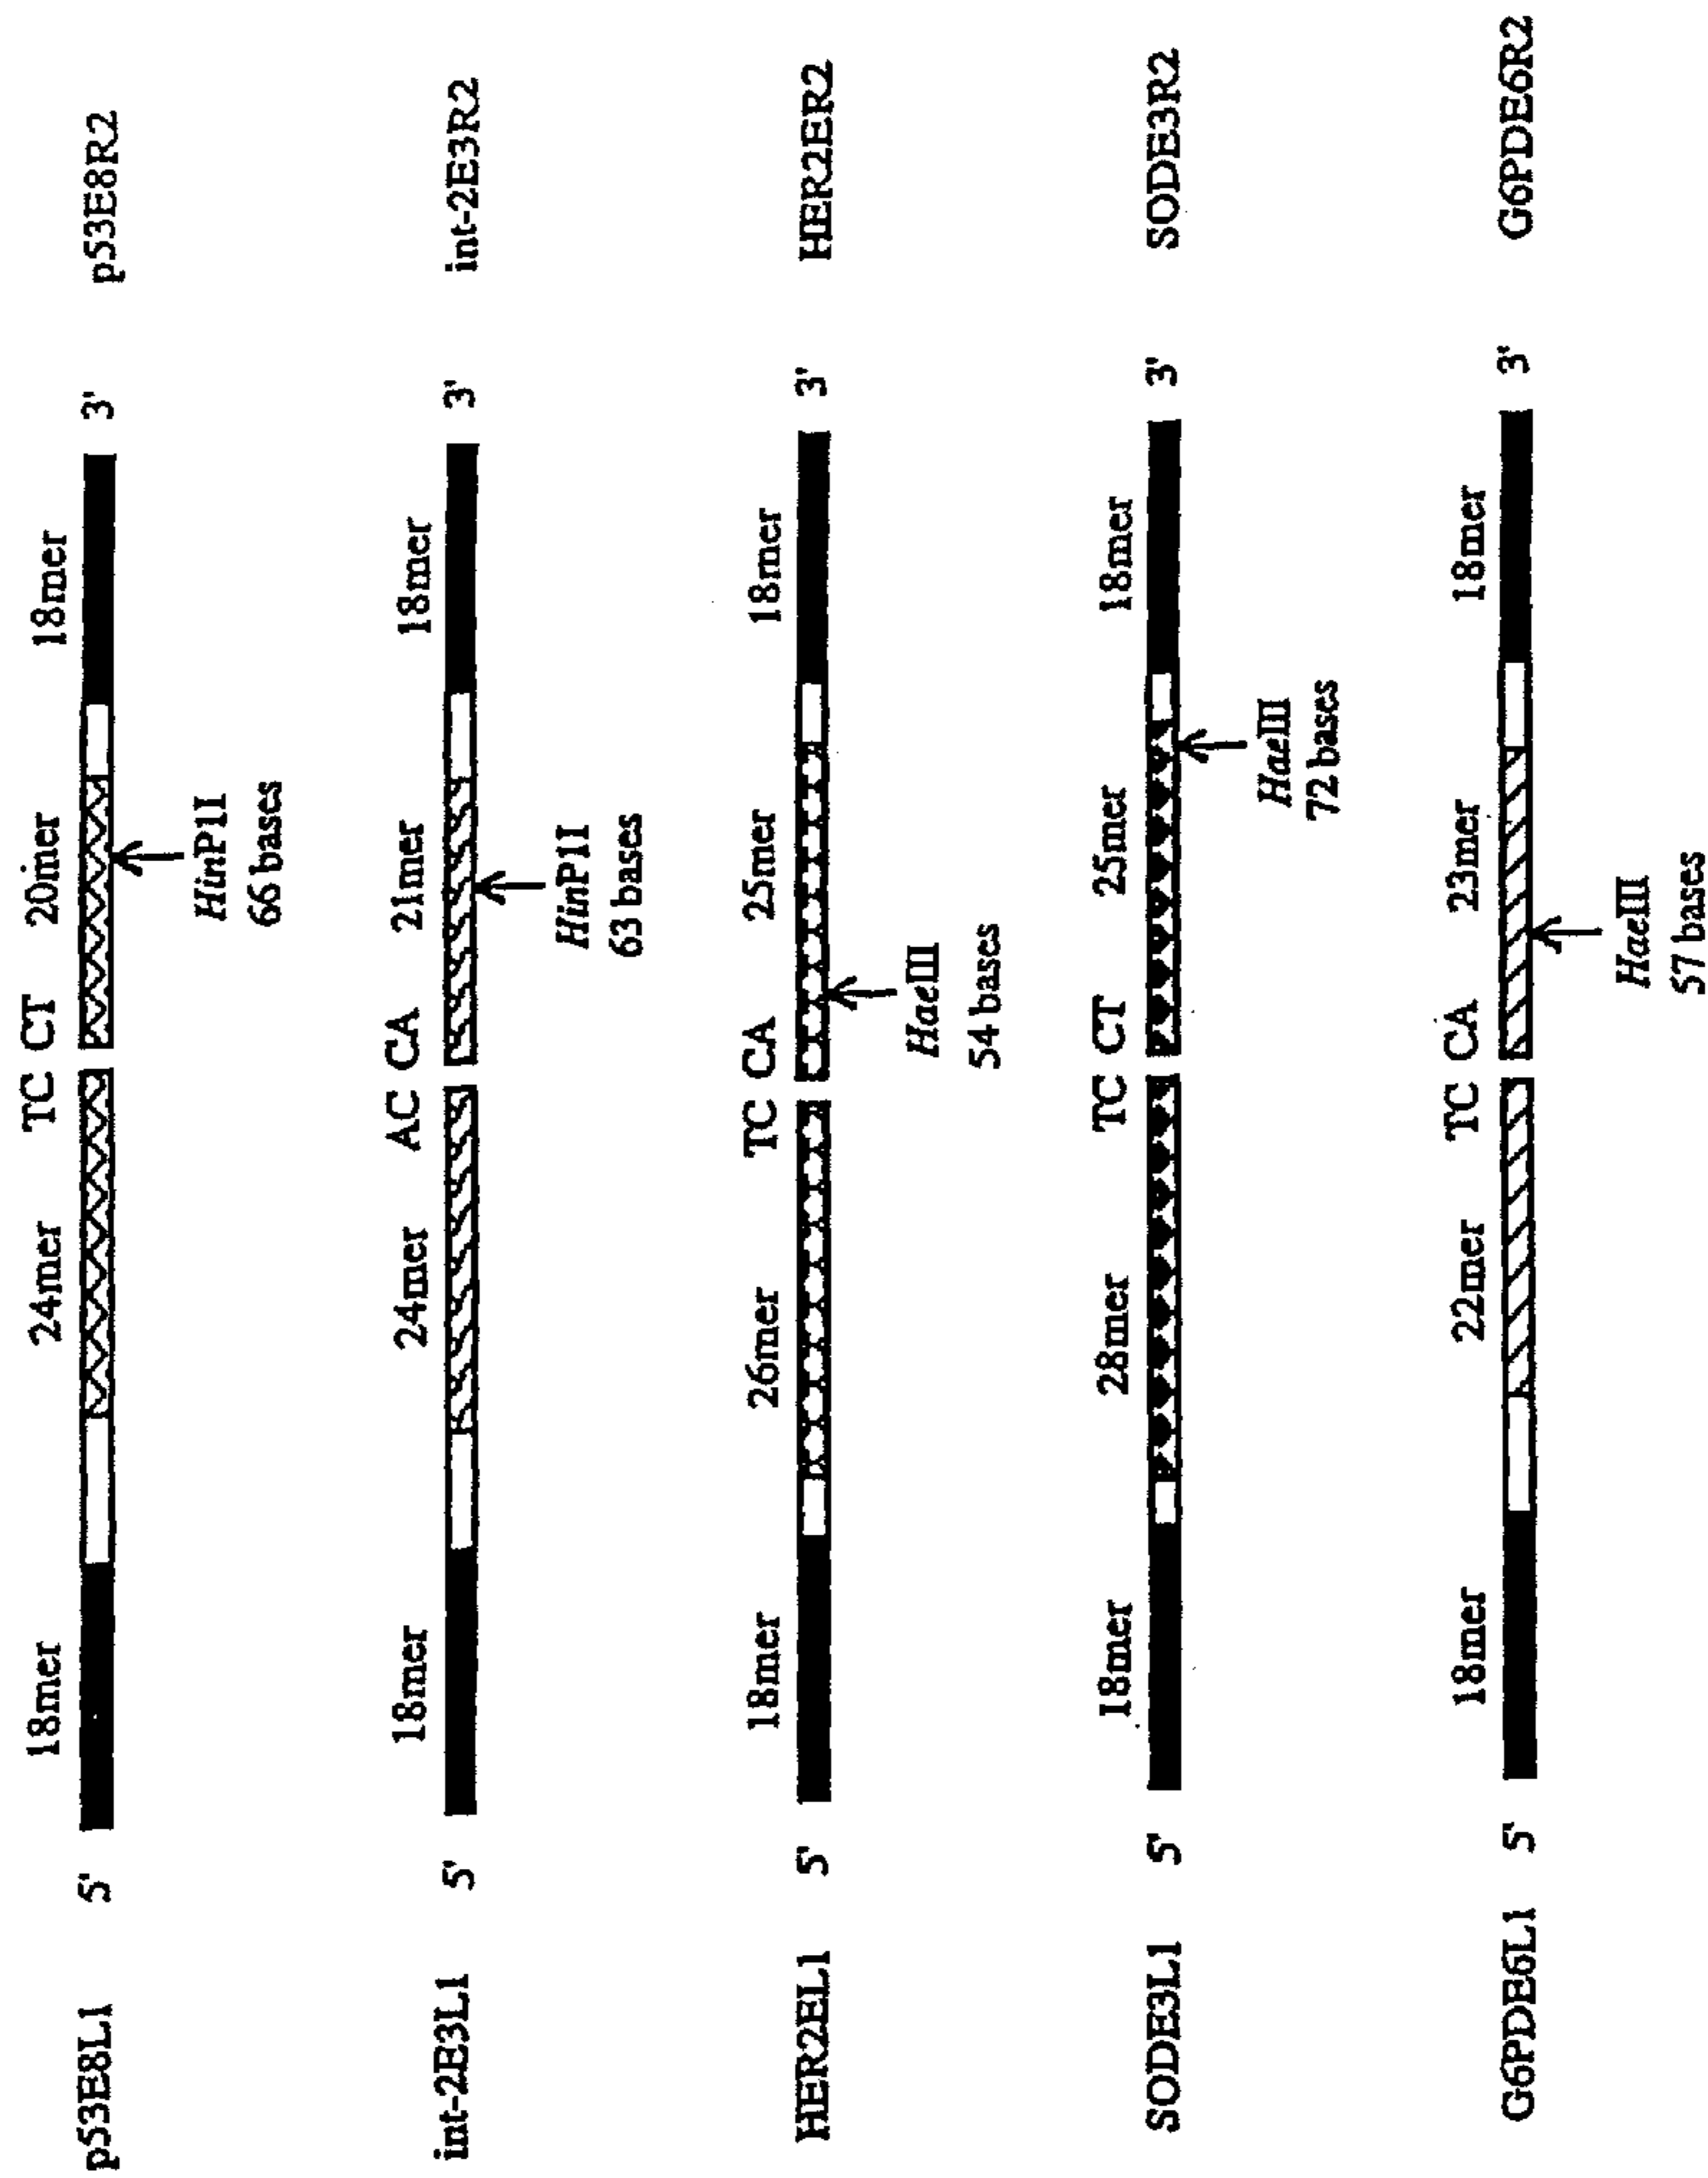 18mer 24mer TC CT 20mer 18mer
p53E8L1 5' 3' p53E8R2
HinP1I
66 bases
18mer 24mer AC CA 21mer 18mer
int-2E3L1 5' 3' int-2E3R2
HinP1I
63 bases
18mer 26mer TC CA 25mer 18mer
HER2EL1 5' 3' HER2ER2
HaeIII
54 bases
18mer 28mer TC CT 25mer 18mer
SODE3L1 5' 3' SODE3R2
HaeIII
72 bases
18mer 22mer TC CA 23mer 18mer
G6PDE6L1 5' 3' G6PDE6R2
HaeIII
57 bases